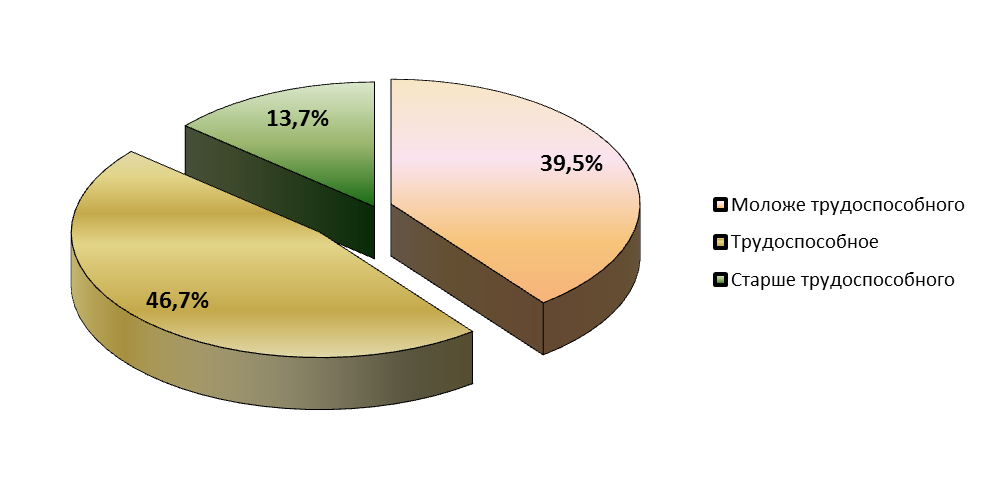 13,7%
39,5%
46,7%
Моложе трудоспособного
Трудоспособное
Старше трудоспособного